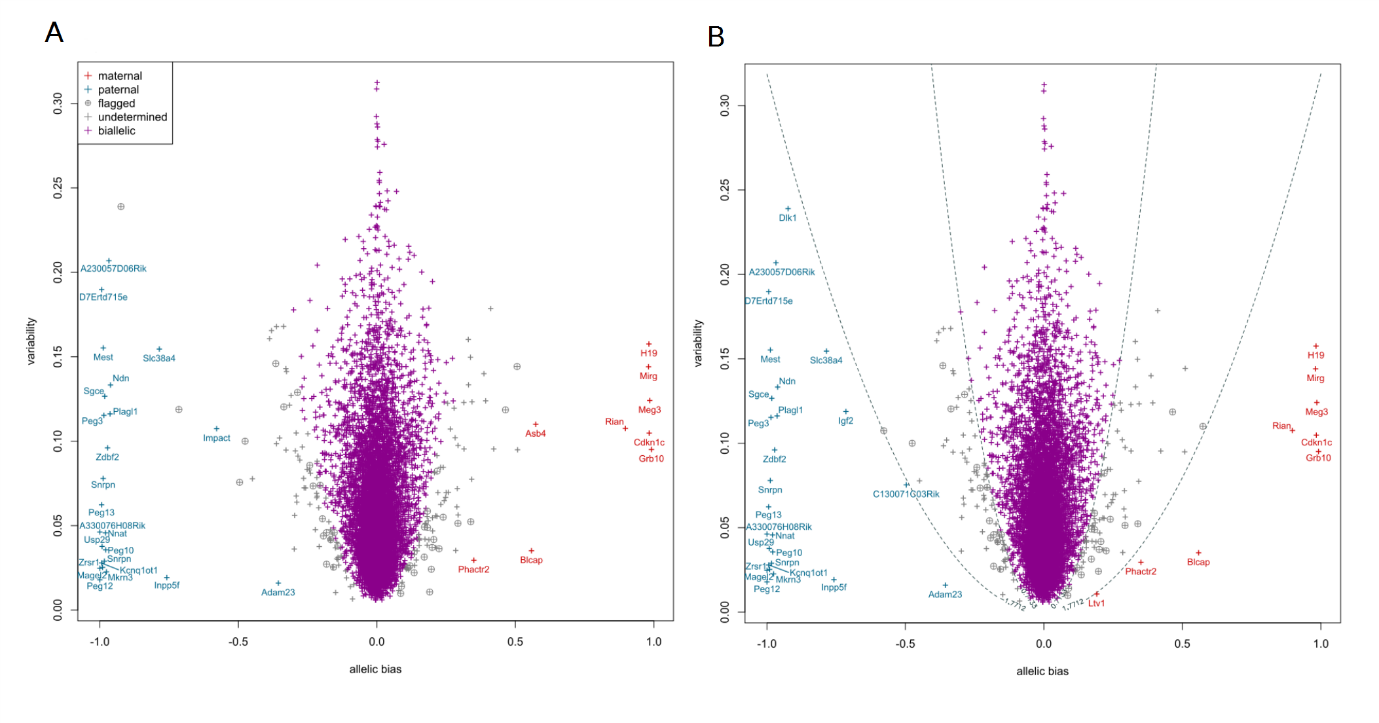 A
B
maternal
paternal
flagged
undetermined
biallelic
variability
0.30
0.25
0.20
0.15
0.10
0.05
0.00
A230057D06Rik
D7Ertd715e
Mest
Slc38a4
Ndn
Sgce
Plagl1
Peg3
Impact
Zdbf2
Snrpn
Peg13
A330076H08Rik
Nnat
Usp29
Peg10
Snrpn
Zrsr1
Kcnq1ot1
Magel2
Mkrn3
Peg12
Inpp5f
Adam23
H19
Mirg
Meg3
Rian
Asb4
Cdkn1c
Grb10
Blcap
Phactr2
-1.0
-0.5
0.0
0.5
1.0
allelic bias
variability
0.30
0.25
0.20
0.15
0.10
0.05
0.00
Dlk1
A230057D06Rik
D7Ertd715e
Mest
Slc38a4
Ndn
Sgce
Plagl1
Peg3
Igf2
Zdbf2
Snrpn
C130071C03Rik
Peg13
A330076H08Rik
Nnat
Usp29
Peg10
Snrpn
Zrsr1
Kcnq1ot1
Magel2
Mkrn3
Peg12
Inpp5f
Adam23
H19
Mirg
Meg3
Rian
Cdkn1c
Grb10
Blcap
Phactr2
Ltv1
1.7712
0
1.7712
-1.0
-0.5
0.0
0.5
1.0
allelic bias